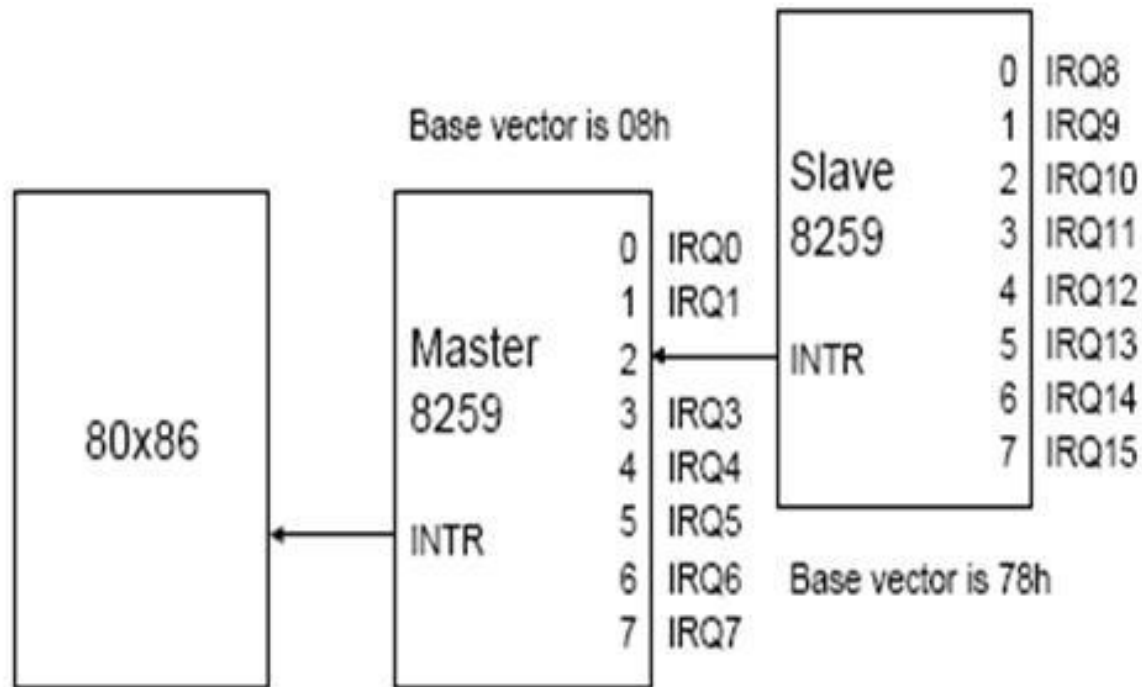 Base vector is 08h
80x86
Master
8259
INTR
0 IRQ0
1 IRQ1
2
3 IRQ3
4 IRQ4
5 IRQ5
6 IRQ6
7 IRQ7
Slave
8259
INTR
0 IRQ8
1 IRQ9
2 IRQ10
3 IRQ11
4 IRQ12
5 IRQ13
6 IRQ14
7 IRQ15
Base vector is 78h